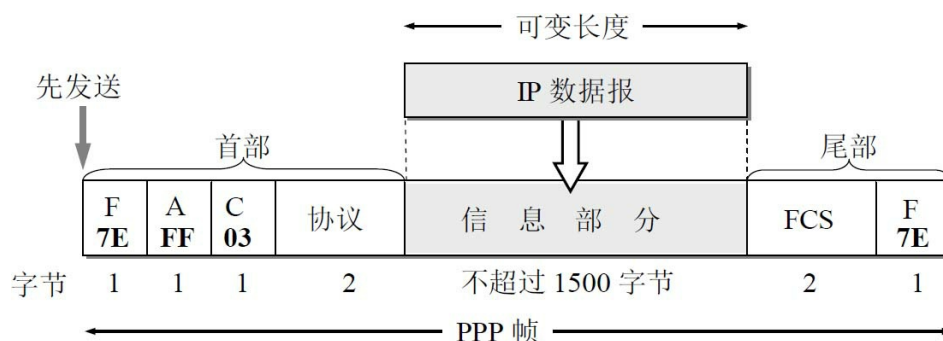 可变长度
先发送
IP 数据报
首部
尾部
F A C 协议 信息部分 FCS F
7E FF 03 7E
字节 1 1 1 2 不超过 1500 字节 2 1
PPP 帧